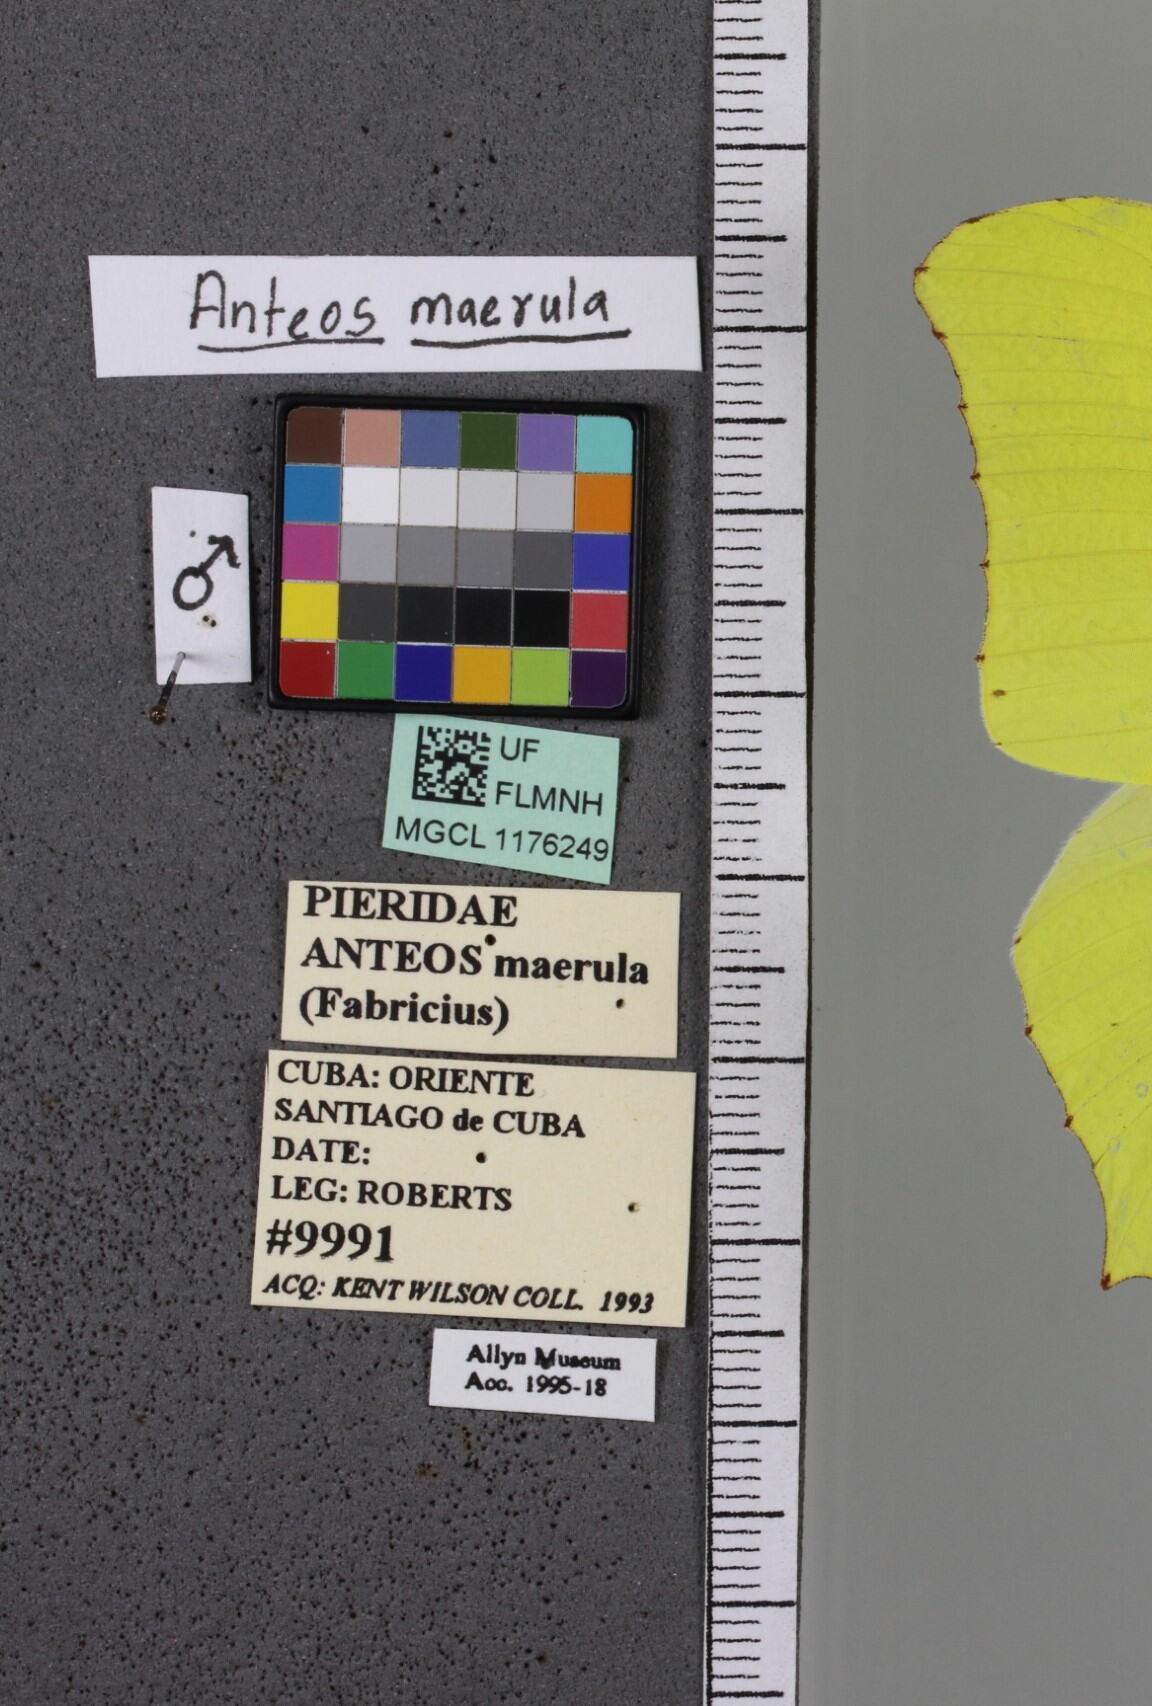 Anteos maerula
♂
UF
FLMNH
MGCL 1176249
PIERIDAE
ANTEOS maerula
(Fabricius)
CUBA: ORIENTE
SANTIAGO de CUBA
DATE:
LEG: ROBERTS
#9991
ACQ: KENT WILSON COLL. 1993
Allyn Museum
Acc. 1995-18